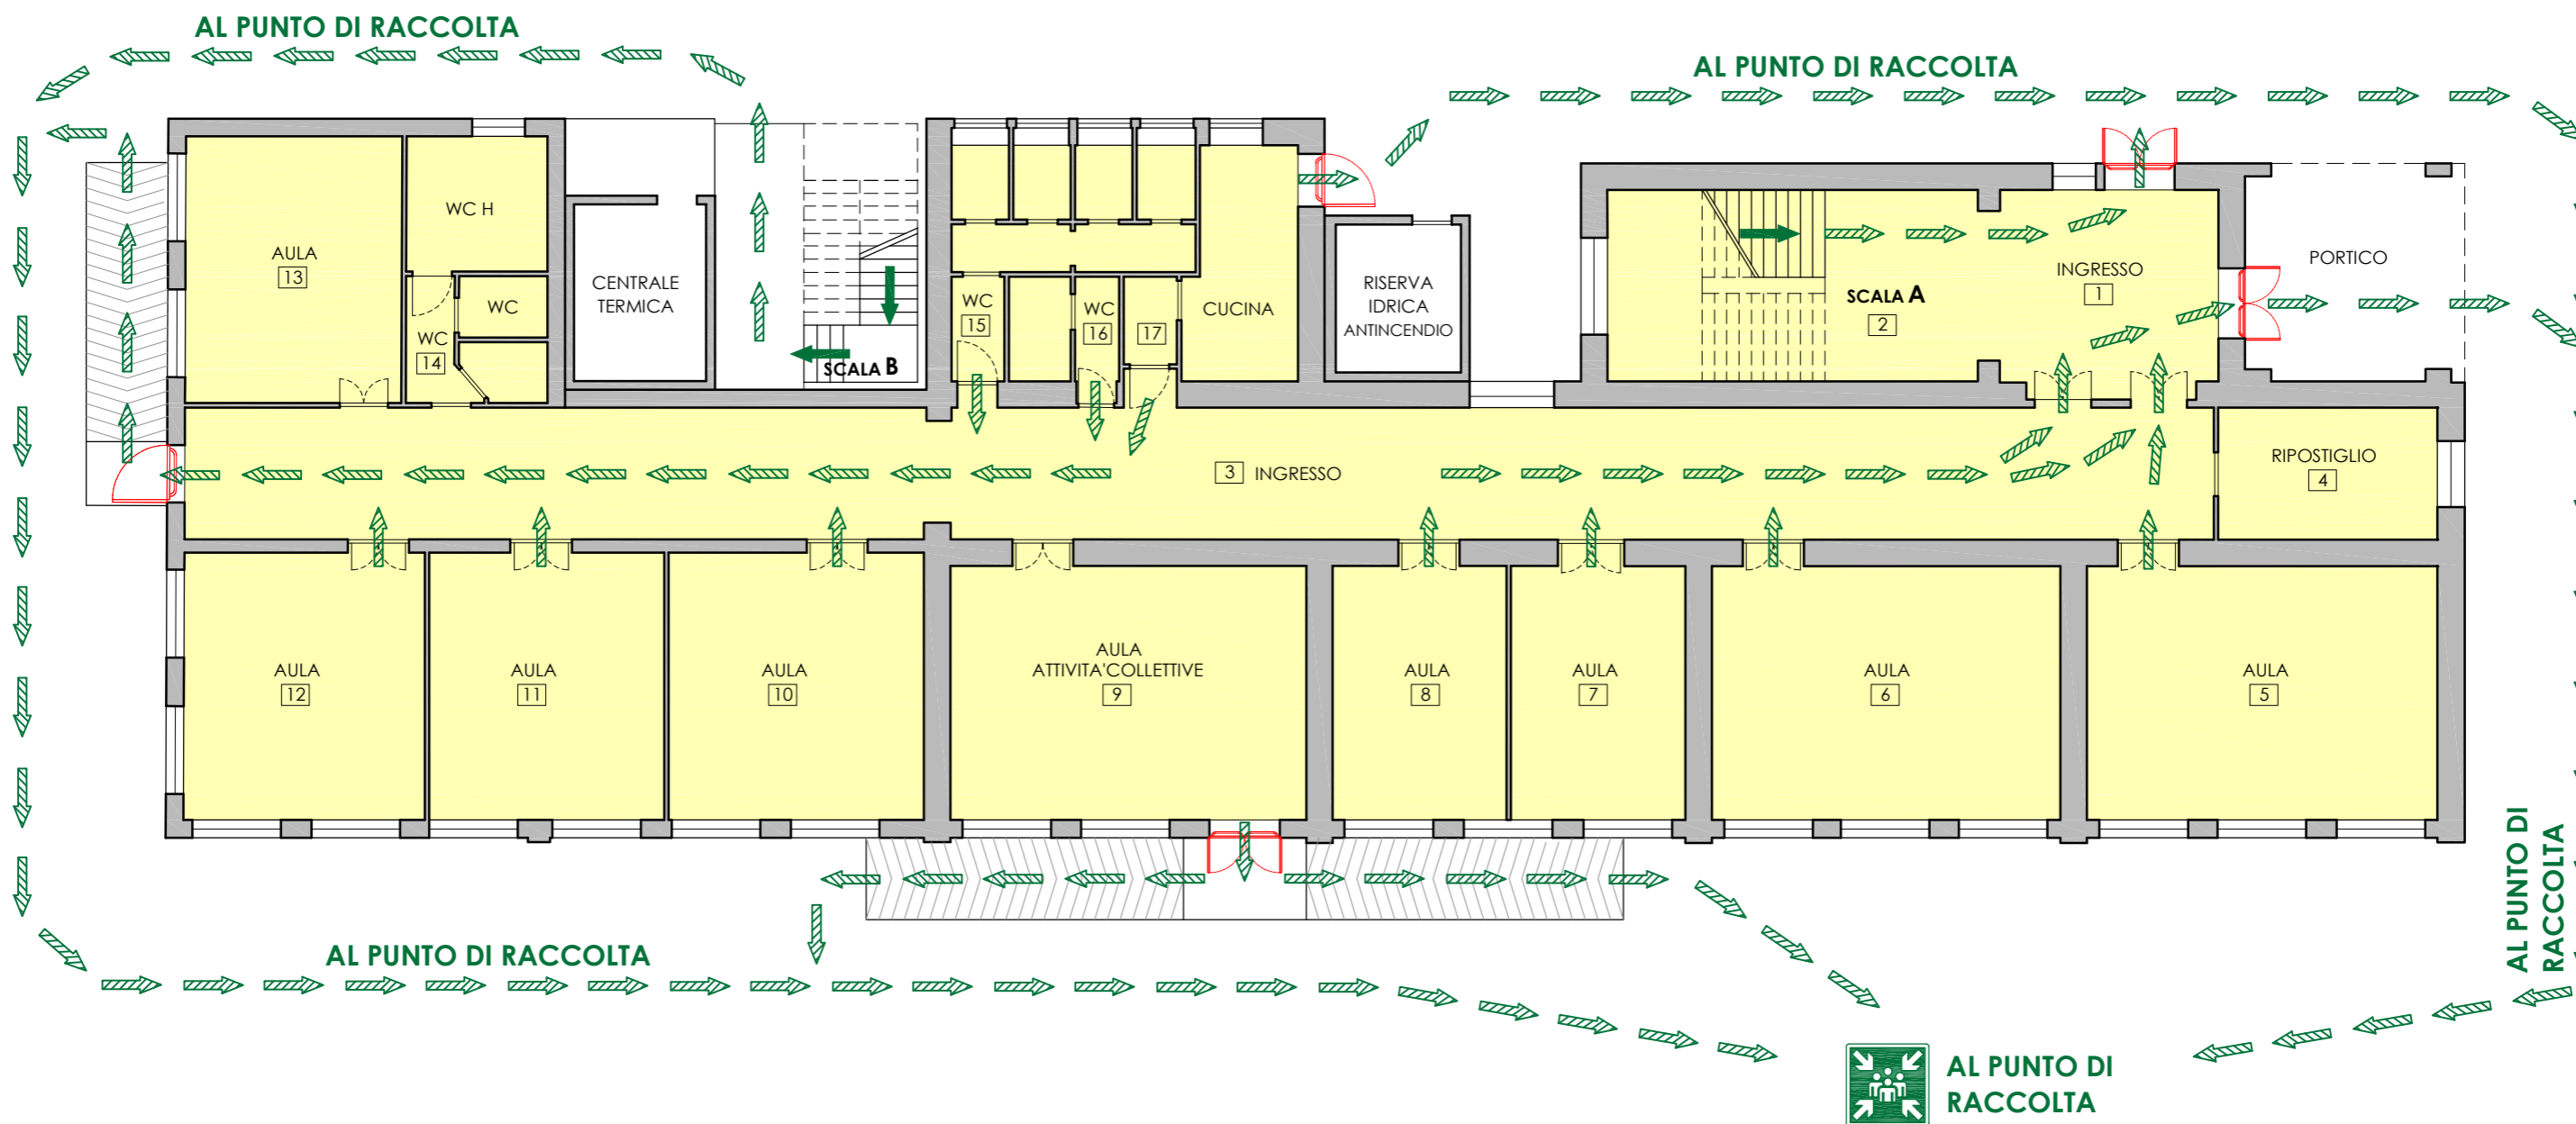 AL PUNTO DI RACCOLTA
AL PUNTO DI RACCOLTA
WC H
AULA
13
CENTRALE
TERMICA
WC
WC
14
SCALA B
WC
15
WC
16
17
CUCINA
RISERVA
IDRICA
ANTINCENDIO
SCALA A
2
INGRESSO
1
PORTICO
3 INGRESSO
RIPOSTIGLIO
4
AULA
12
AULA
11
AULA
10
AULA
ATTIVITA'COLLETTIVE
9
AULA
8
AULA
7
AULA
6
AULA
5
AL PUNTO DI
RACCOLTA
AL PUNTO DI RACCOLTA
AL PUNTO DI
RACCOLTA